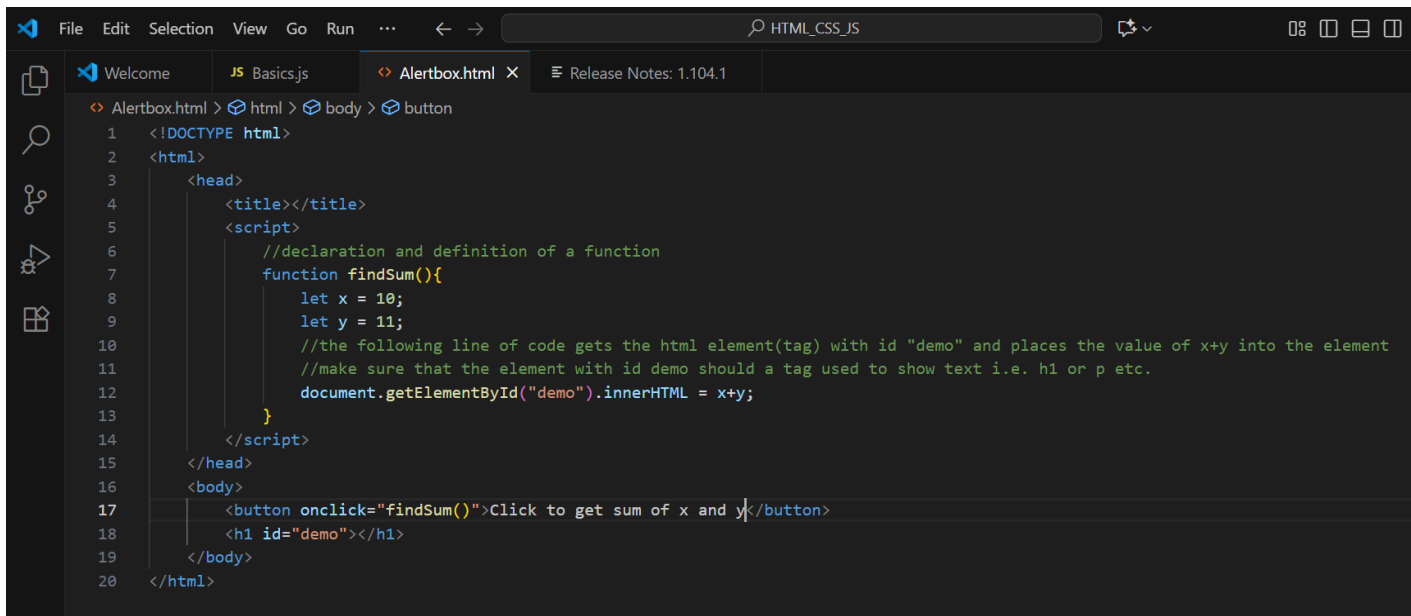 File Edit Selection View Go Run ... HTML_CSS_JS
Welcome JS Basics.js <> Alertbox.html Release Notes: 1.104.1
<> Alertbox.html > html > body > button
1 <!DOCTYPE html>
2 <html>
3 <head>
4 <title></title>
5 <script>
6 //declaration and definition of a function
7 function findSum(){
8 let x = 10;
9 let y = 11;
10 //the following line of code gets the html element(tag) with id "demo" and places the value of x+y into the element
11 //make sure that the element with id demo should a tag used to show text i.e. h1 or p etc.
12 document.getElementById("demo").innerHTML = x+y;
13 }
14 </script>
15 </head>
16 <body>
17 <button onclick="findSum()">Click to get sum of x and y</button>
18 <h1 id="demo"></h1>
19 </body>
20 </html>